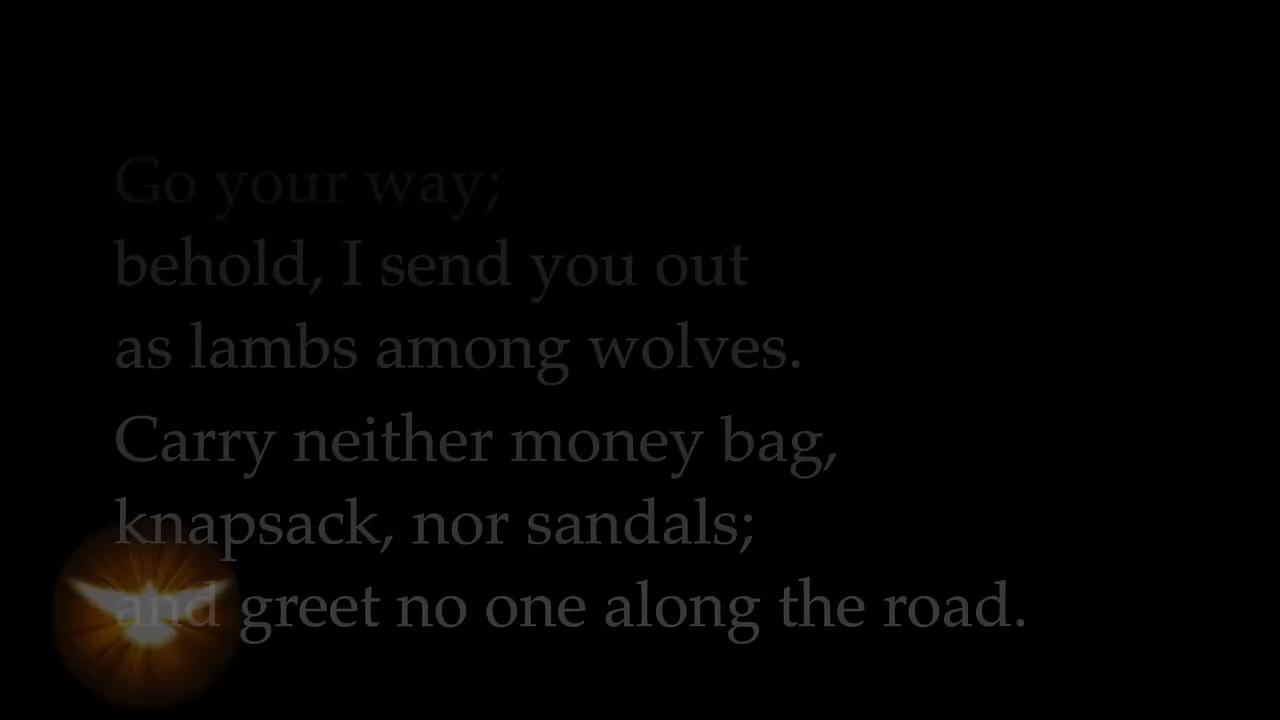 Go your way;
behold, I send you out
as lambs among wolves.
Carry neither money bag,
knapsack, nor sandals;
and greet no one along the road.